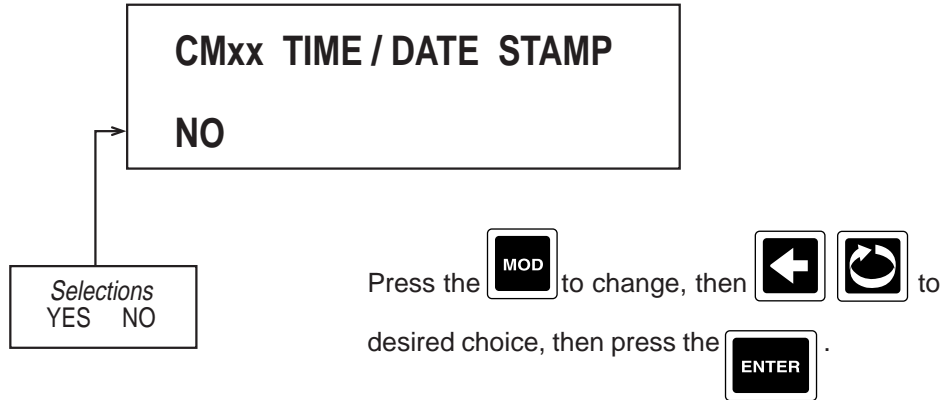 CMxx TIME / DATE STAMP
NO
Selections
YES NO
Press the MOD to change, then to
desired choice, then press the ENTER .